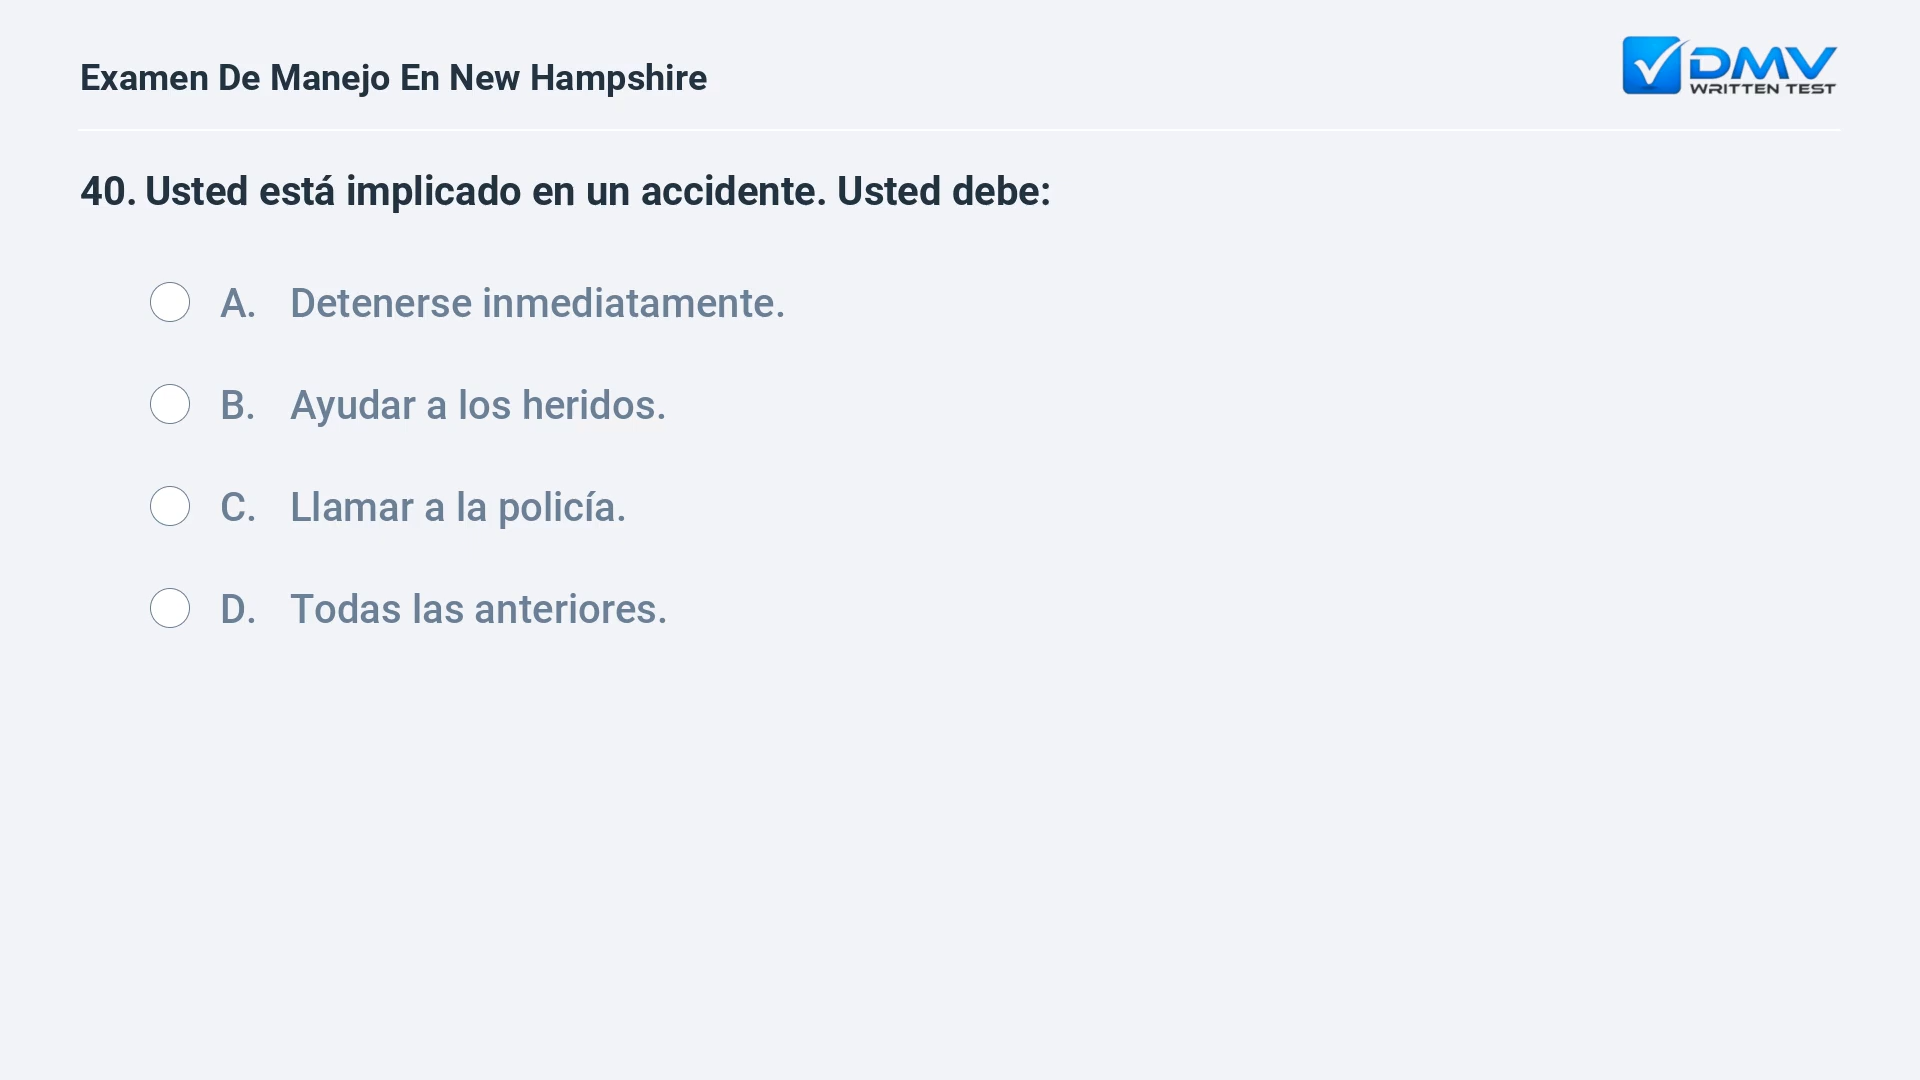 Examen De Manejo En New Hampshire
DMV
WRITTEN TEST
40. Usted está implicado en un accidente. Usted debe:
A. Detenerse inmediatamente.
B. Ayudar a los heridos.
C. Llamar a la policía.
D. Todas las anteriores.